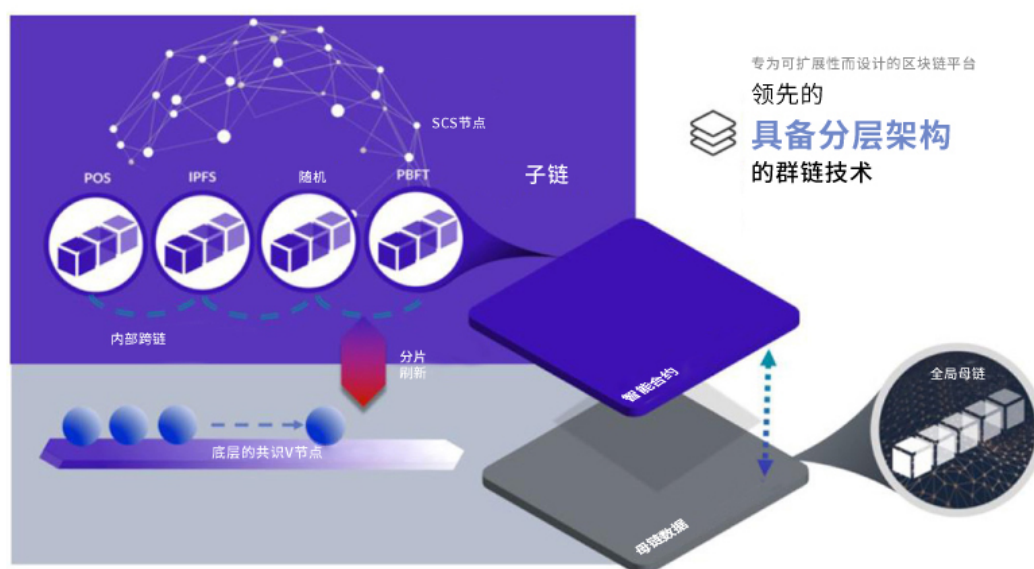 专为可扩展性而设计的区块链平台
领先的
具备分层架构
的群链技术
SCS节点
子链
POS
IPFS
随机
PBFT
内部跨链
分片
刷新
底层的共识V节点
智能合约
母链数据
全局母链